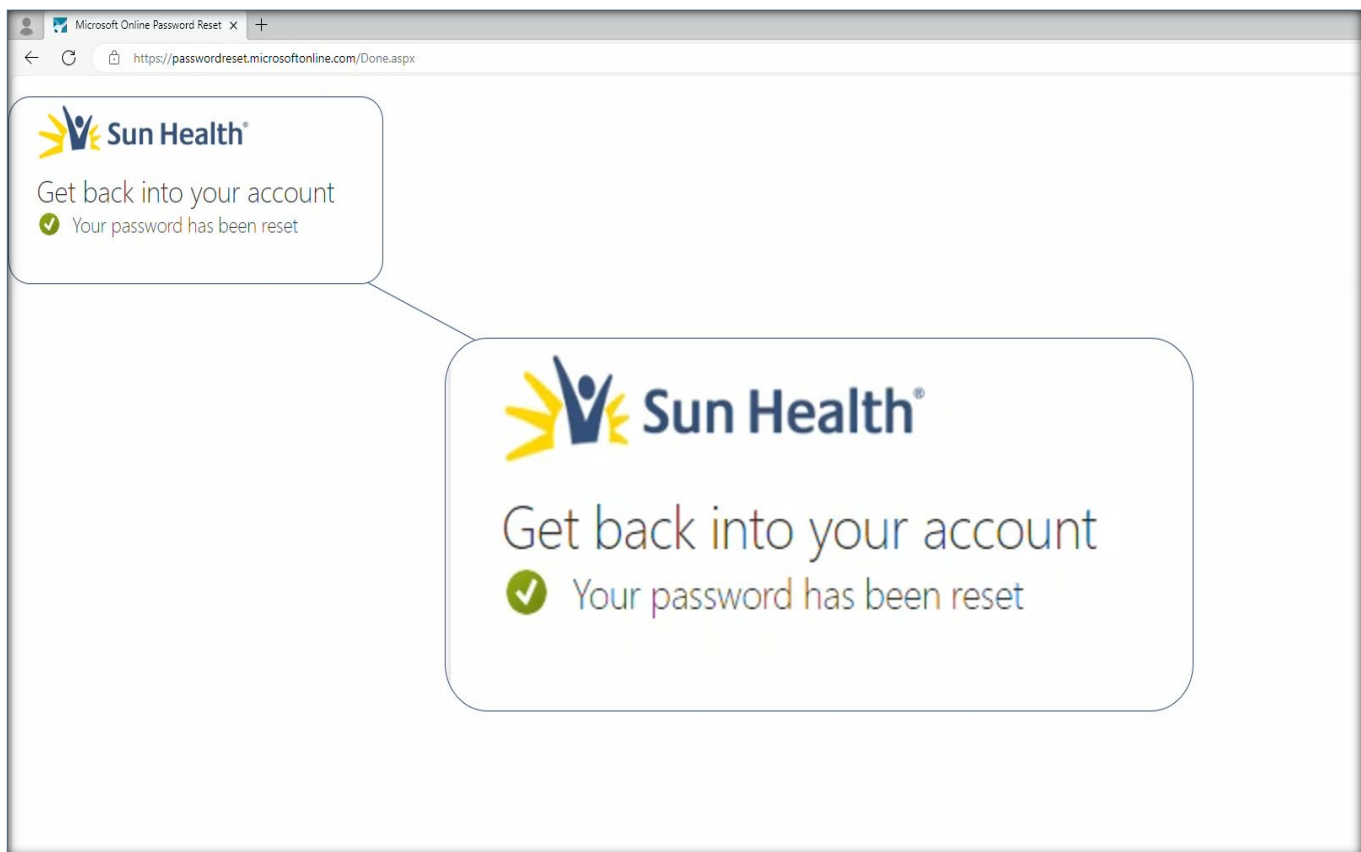 Microsoft Online Password Reset
https://passwordreset.microsoftonline.com/Done.aspx
Sun Health®
Get back into your account
Your password has been reset
Sun Health®
Get back into your account
Your password has been reset